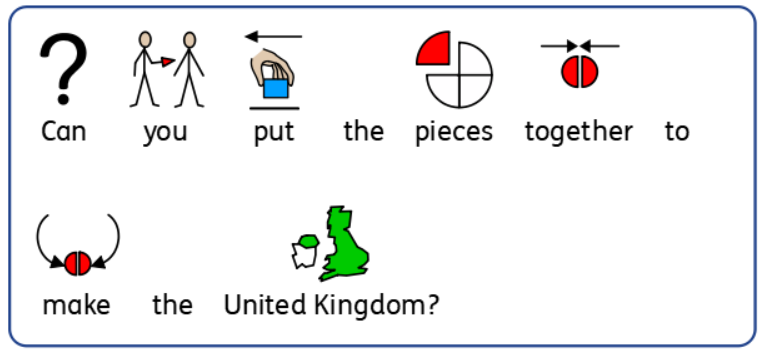 Can you put the pieces together to
make the United Kingdom?